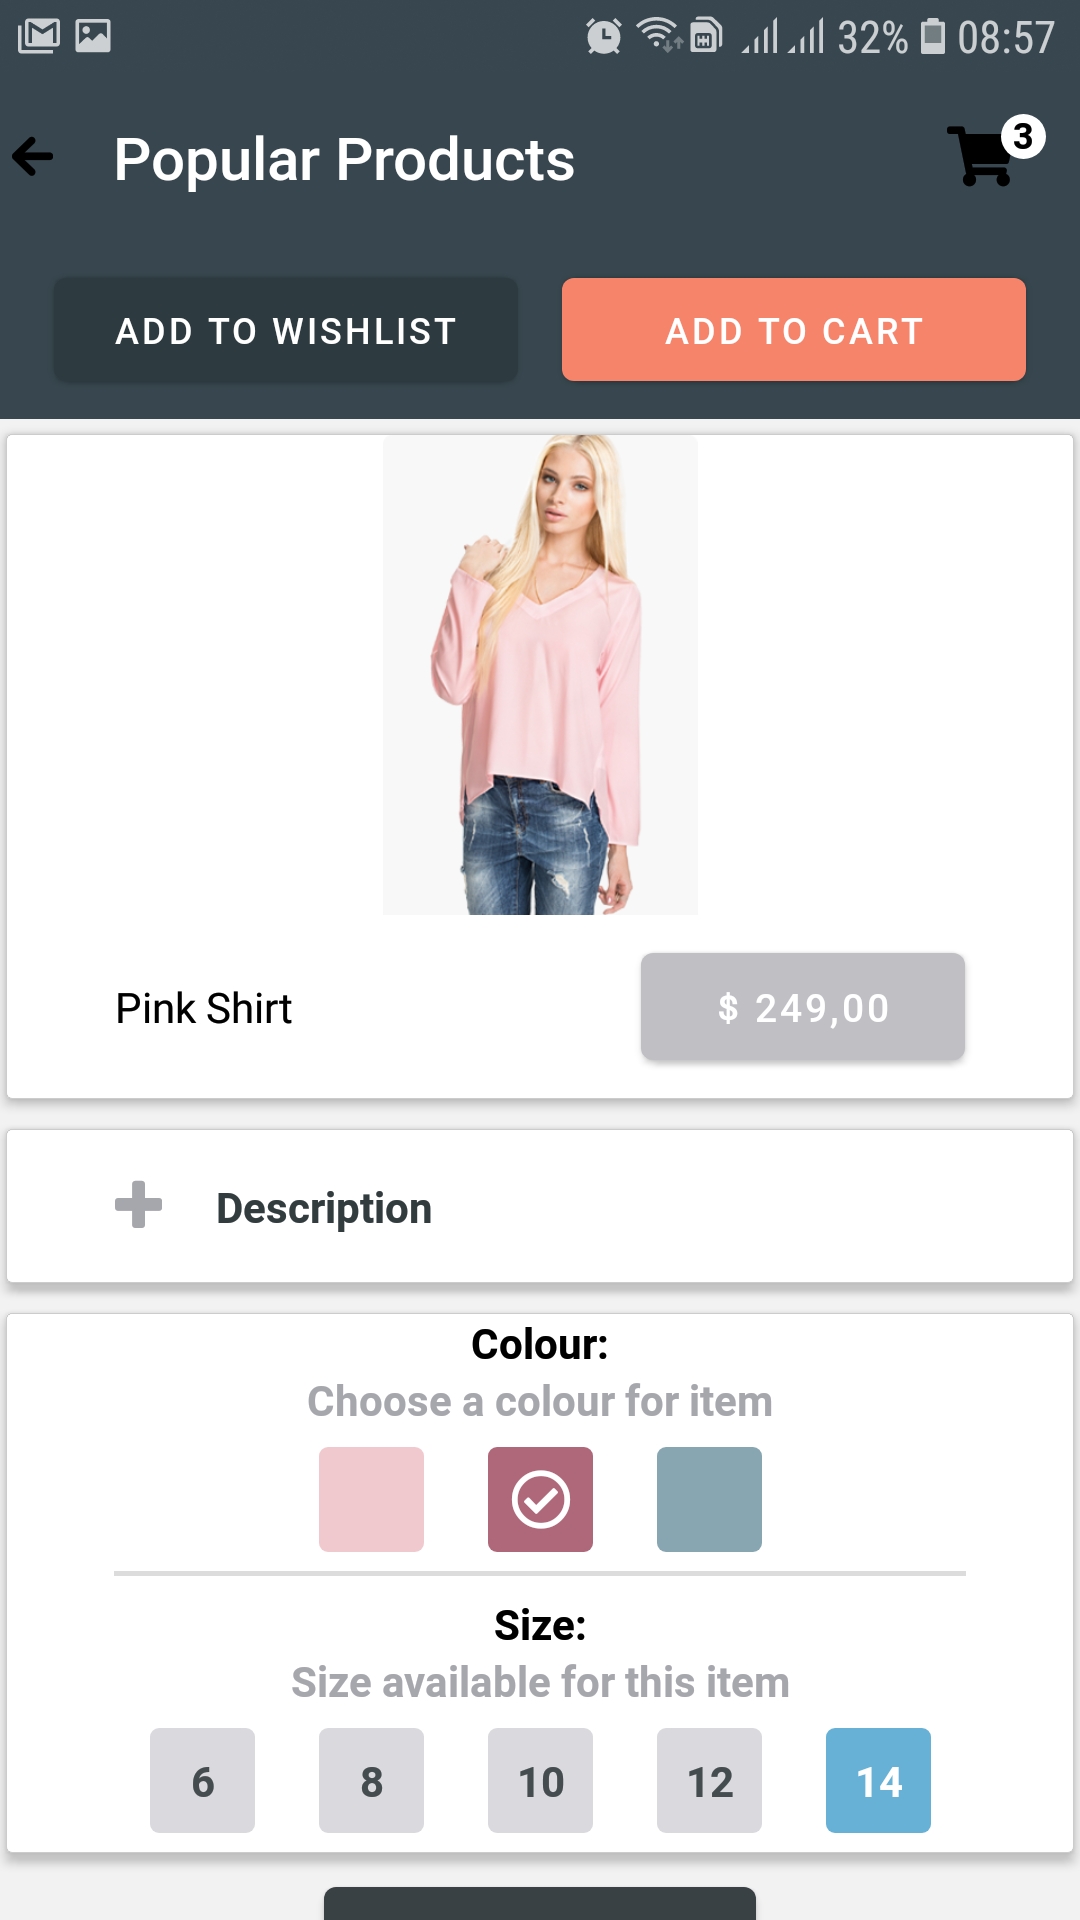 32% 08:57
Popular Products
3
ADD TO WISHLIST
ADD TO CART
Pink Shirt
$ 249,00
Description
Colour:
Choose a colour for item
Size:
Size available for this item
6 8 10 12 14